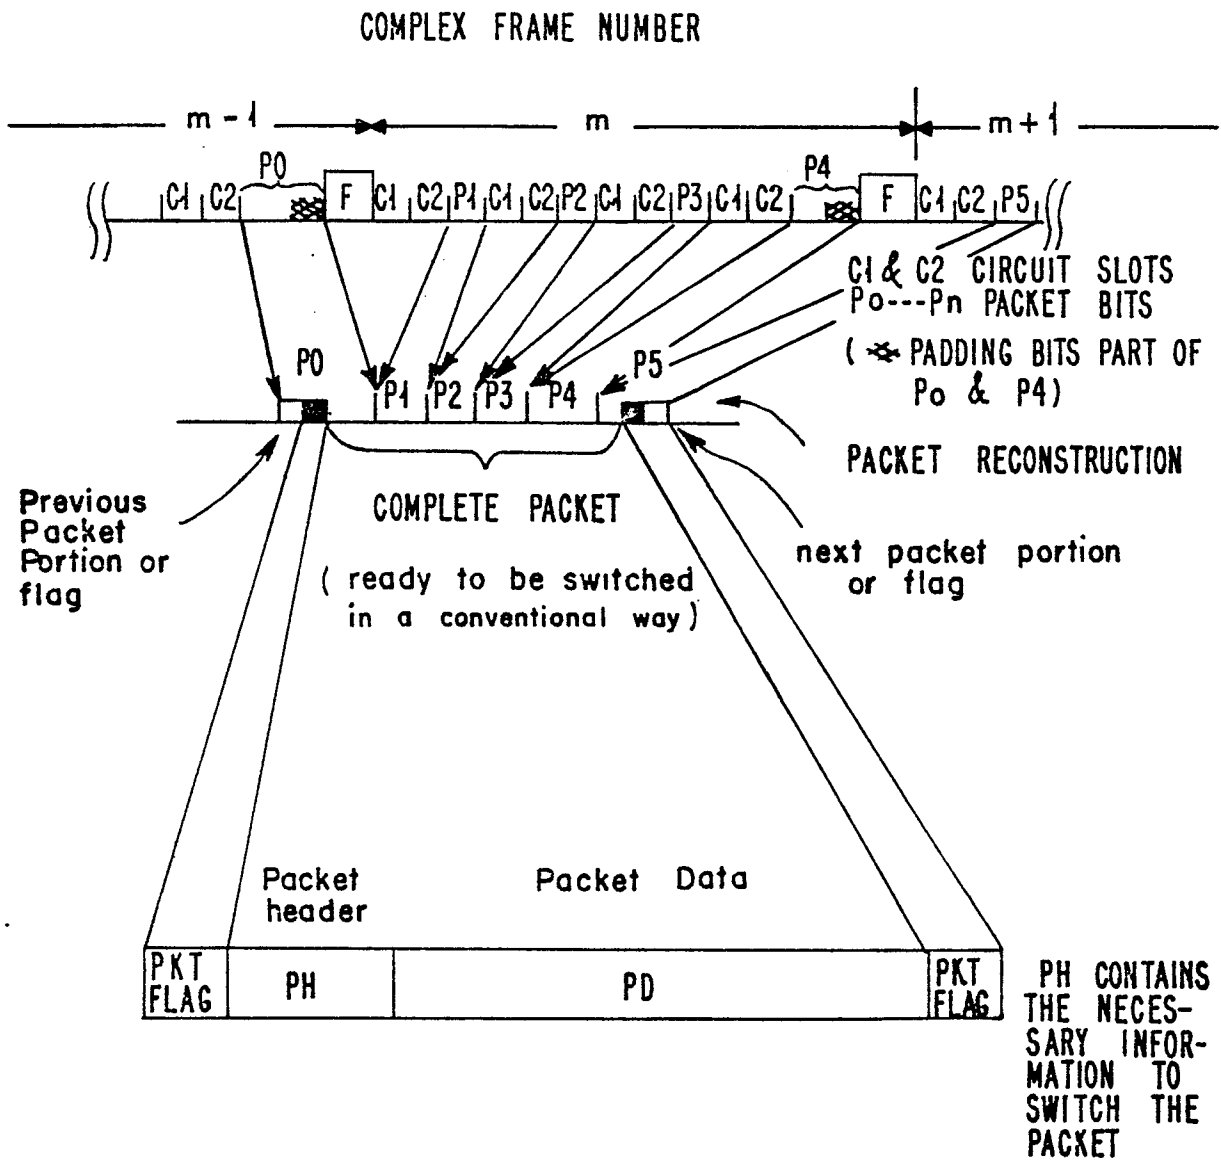 COMPLEX FRAME NUMBER
m - 1
m
m + 1
P0
P4
C1 C2 F C1 C2 P1 C1 C2 P2 C1 C2 P3 C1 C2 F C1 C2 P5
C1 & C2 CIRCUIT SLOTS
Po---Pn PACKET BITS
( PADDING BITS PART OF
Po & P4)
P0
P5
P1 P2 P3 P4
PACKET RECONSTRUCTION
Previous
Packet
Portion or
flag
COMPLETE PACKET
next packet portion
or flag
( ready to be switched
in a conventional way )
Packet
header
Packet Data
PKT
FLAG
PH
PD
PKT
FLAG
PH CONTAINS
THE NECES-
SARY INFOR-
MATION TO
SWITCH THE
PACKET